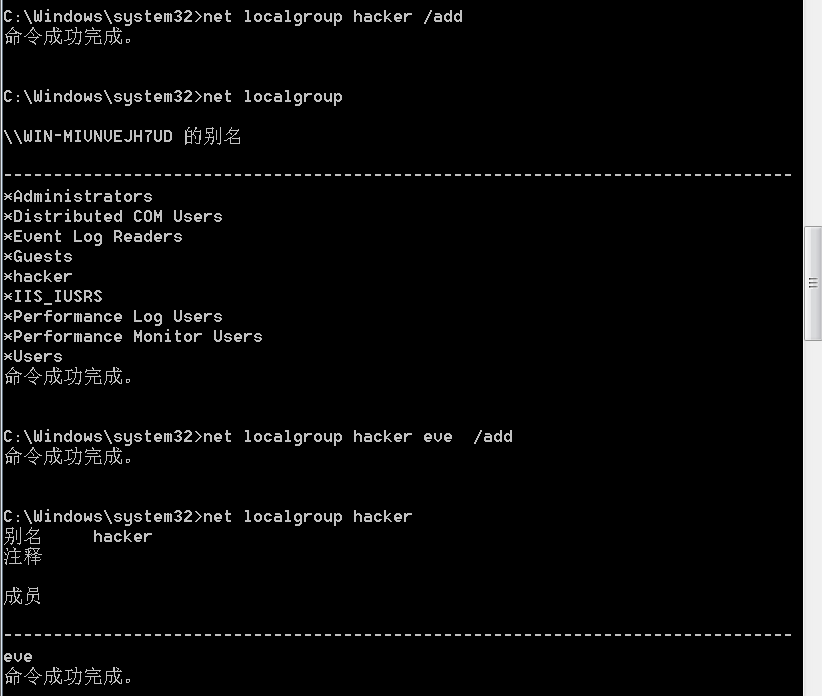 C:\Windows\system32>net localgroup hacker /add
命令成功完成。
C:\Windows\system32>net localgroup
\\WIN-MIVNVEJH7UD 的别名
-------------------------------------------------------------------------------
*Administrators
*Distributed COM Users
*Event Log Readers
*Guests
*hacker
*IIS_IUSRS
*Performance Log Users
*Performance Monitor Users
*Users
命令成功完成。
C:\Windows\system32>net localgroup hacker eve  /add
命令成功完成。
C:\Windows\system32>net localgroup hacker
别名     hacker
注释
成员
-------------------------------------------------------------------------------
eve
命令成功完成。